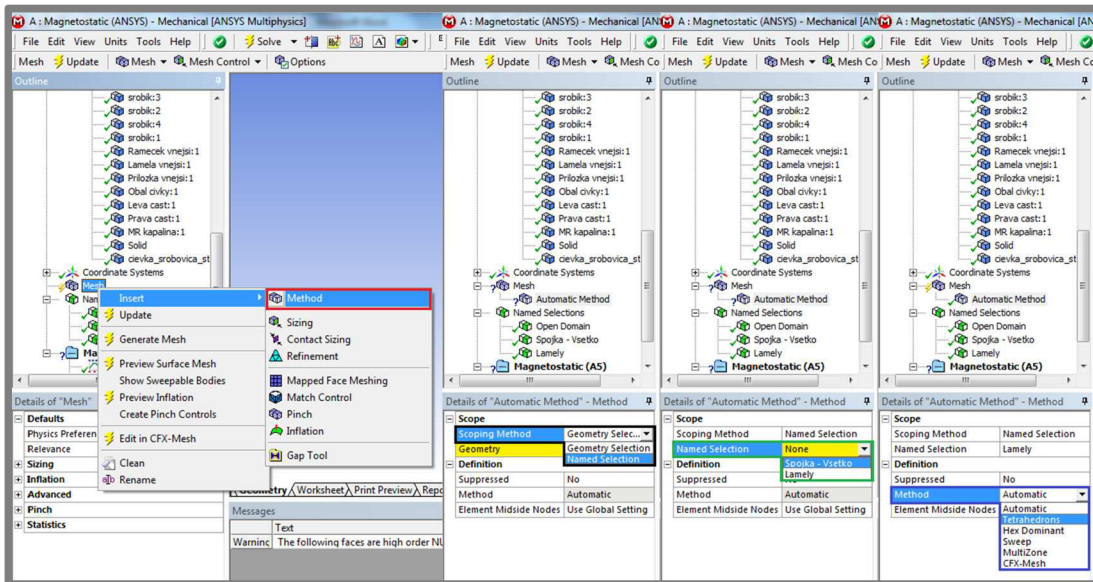 A : Magnetostatic (ANSYS) - Mechanical [ANSYS Multiphysics]
File Edit View Units Tools Help
Solve
Mesh Update Mesh Mesh Control Options
Outline
srobik:3
srobik:2
srobik:4
srobik:1
Ramecek vnejsi:1
Lamela vnejsi:1
Prilozka vnejsi:1
Obal civky:1
Leva cast:1
Prava cast:1
MR kapalina:1
Solid
cievka_srobovica_st
Coordinate Systems
Mesh
Nam
Ma
Insert
Update
Generate Mesh
Preview Surface Mesh
Show Sweepable Bodies
Preview Inflation
Create Pinch Controls
Edit in CFX-Mesh
Clean
Rename
Method
Sizing
Contact Sizing
Refinement
Mapped Face Meshing
Match Control
Pinch
Inflation
Gap Tool
Details of "Mesh"
Defaults
Physics Preferen
Relevance
Sizing
Inflation
Advanced
Pinch
Statistics
Geometry Worksheet Print Preview Repo
Messages
Text
Warninc The following faces are high order NU
A : Magnetostatic (ANSYS) - Mechanical [AN
File Edit View Units Tools Help
Mesh Update Mesh Mesh Co
Outline
srobik:3
srobik:2
srobik:4
srobik:1
Ramecek vnejsi:1
Lamela vnejsi:1
Prilozka vnejsi:1
Obal civky:1
Leva cast:1
Prava cast:1
MR kapalina:1
Solid
cievka_srobovica_st
Coordinate Systems
Mesh
Automatic Method
Named Selections
Open Domain
Spojka - Vsetko
Lamely
Magnetostatic (A5)
Details of "Automatic Method" - Method
Scope
Scoping Method Geometry Selec...
Geometry Geometry Selection
Named Selection
Definition
Suppressed No
Method Automatic
Element Midside Nodes Use Global Setting
A : Magnetostatic (ANSYS) - Mechanical [AN
File Edit View Units Tools Help
Mesh Update Mesh Mesh Co
Outline
srobik:3
srobik:2
srobik:4
srobik:1
Ramecek vnejsi:1
Lamela vnejsi:1
Prilozka vnejsi:1
Obal civky:1
Leva cast:1
Prava cast:1
MR kapalina:1
Solid
cievka_srobovica_st
Coordinate Systems
Mesh
Automatic Method
Named Selections
Open Domain
Spojka - Vsetko
Lamely
Magnetostatic (A5)
Details of "Automatic Method" - Method
Scope
Scoping Method Named Selection
Named Selection None
Definition Spojka - Vsetko
Suppressed Lamely
Method Automatic
Element Midside Nodes Use Global Setting
A : Magnetostatic (ANSYS) - Mechanical [AN
File Edit View Units Tools Help
Mesh Update Mesh Mesh Co
Outline
srobik:3
srobik:2
srobik:4
srobik:1
Ramecek vnejsi:1
Lamela vnejsi:1
Prilozka vnejsi:1
Obal civky:1
Leva cast:1
Prava cast:1
MR kapalina:1
Solid
cievka_srobovica_st
Coordinate Systems
Mesh
Automatic Method
Named Selections
Open Domain
Spojka - Vsetko
Lamely
Magnetostatic (A5)
Details of "Automatic Method" - Method
Scope
Scoping Method Named Selection
Named Selection Lamely
Definition
Suppressed No
Method Automatic
Element Midside Nodes Automatic
Tetrahedrons
Hex Dominant
Sweep
MultiZone
CFX-Mesh